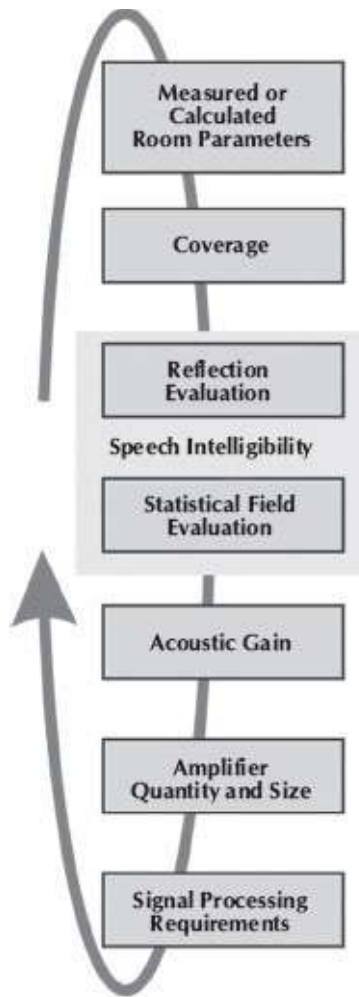 Measured or
Calculated
Room Parameters
Coverage
Reflection
Evaluation
Speech Intelligibility
Statistical Field
Evaluation
Acoustic Gain
Amplifier
Quantity and Size
Signal Processing
Requirements